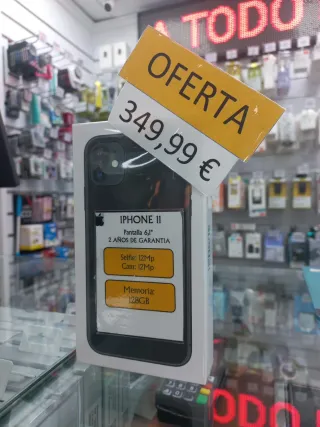 A TODO
OFERTA
349,99 €
IPHONE 11
Pantalla 6,1"
2 AÑOS DE GARANTIA
Selfie: 12Mp
Cam: 12Mp
Memoria:
128GB
ODO